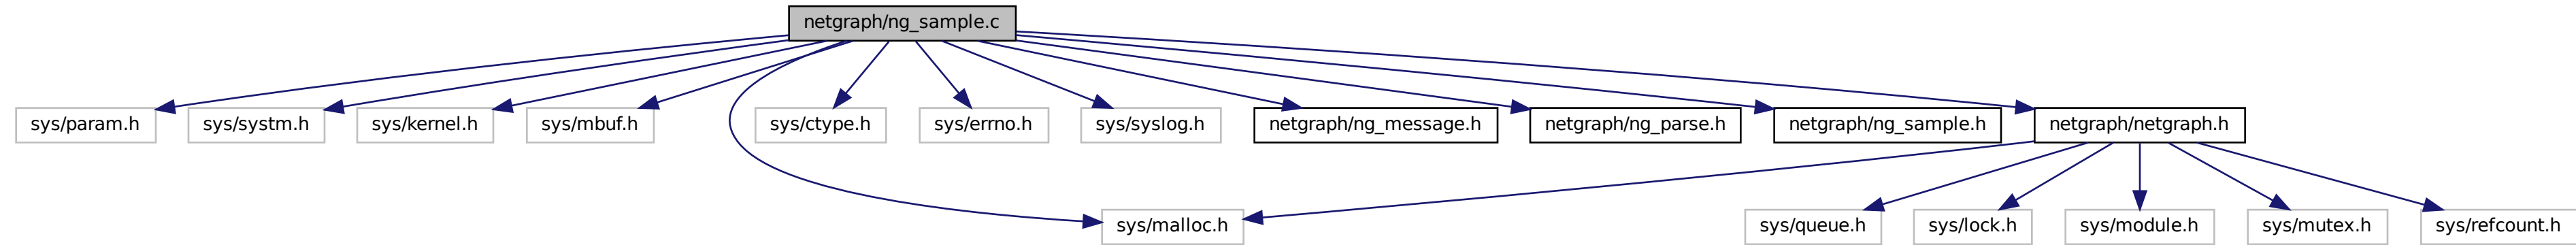 netgraph/ng_sample.c
sys/param.h
sys/systm.h
sys/kernel.h
sys/mbuf.h
sys/ctype.h
sys/errno.h
sys/syslog.h
netgraph/ng_message.h
netgraph/ng_parse.h
netgraph/ng_sample.h
netgraph/netgraph.h
sys/malloc.h
sys/queue.h
sys/lock.h
sys/module.h
sys/mutex.h
sys/refcount.h